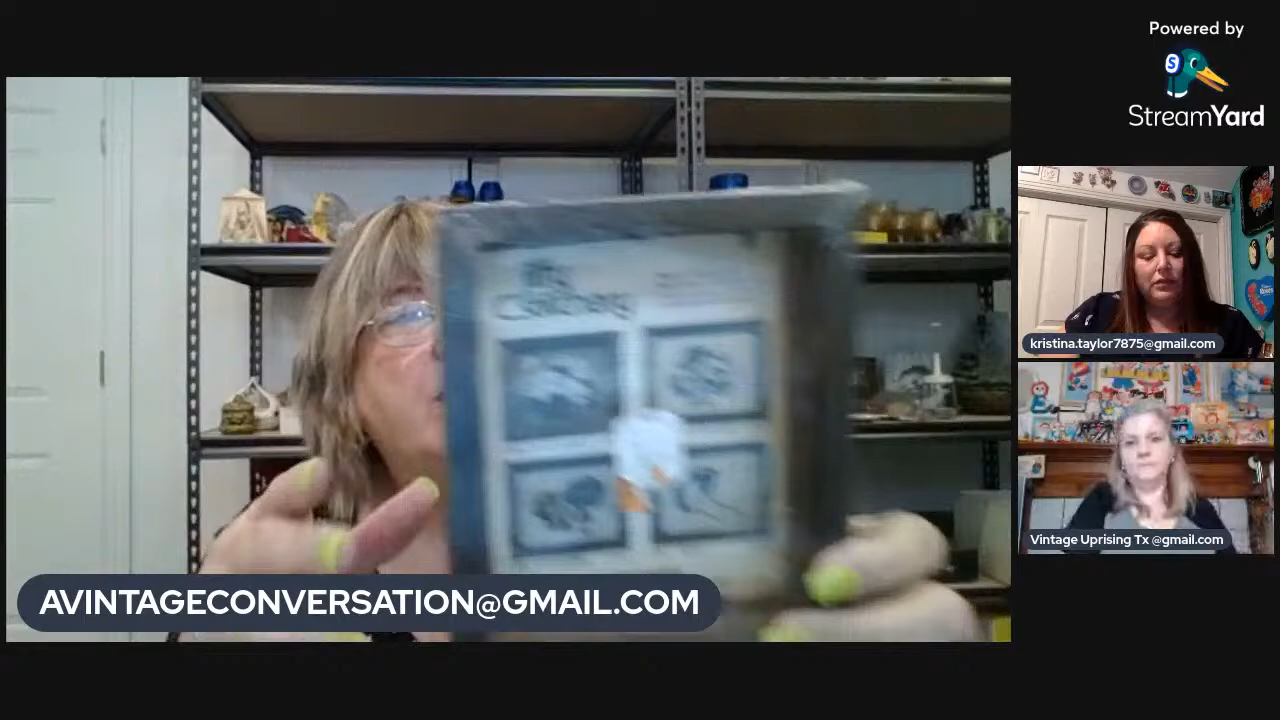 Powered by
StreamYard
kristina.taylor7875@gmail.com
Vintage Uprising Tx @gmail.com
AVINTAGECONVERSATION@GMAIL.COM